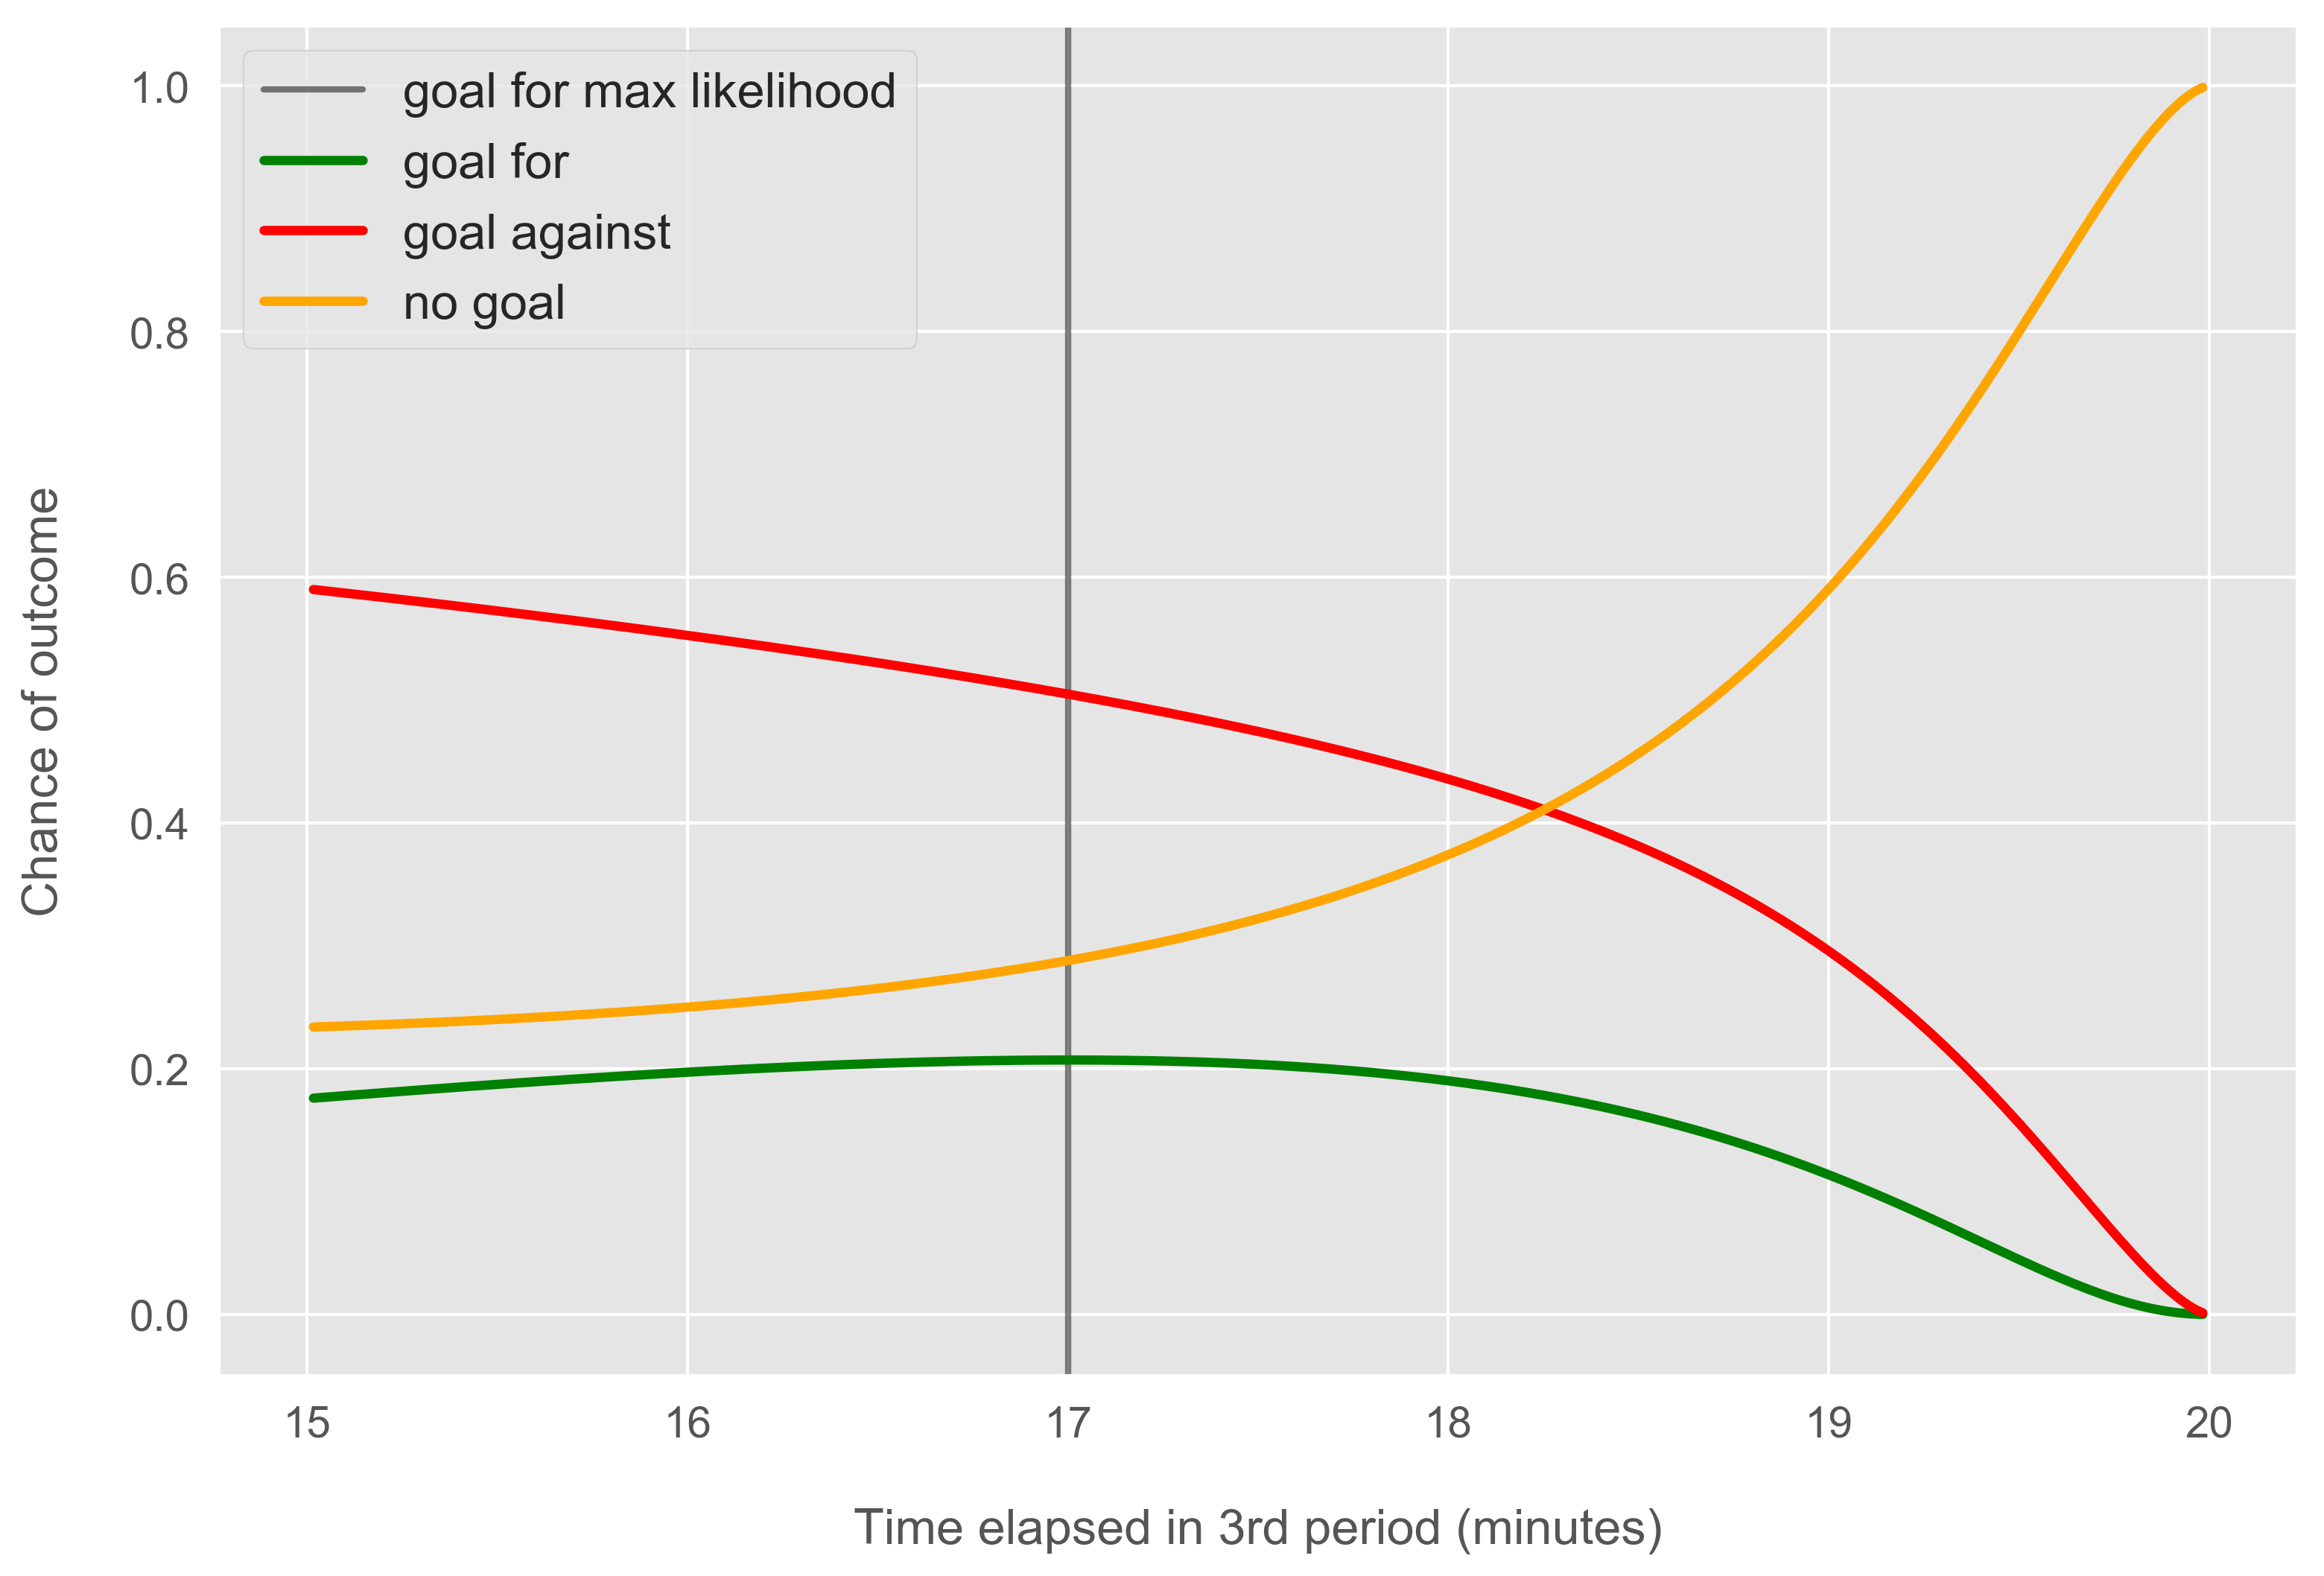 goal for max likelihood
goal for
goal against
no goal
1.0
0.8
0.6
0.4
0.2
0.0
Chance of outcome
15 16 17 18 19 20
Time elapsed in 3rd period (minutes)